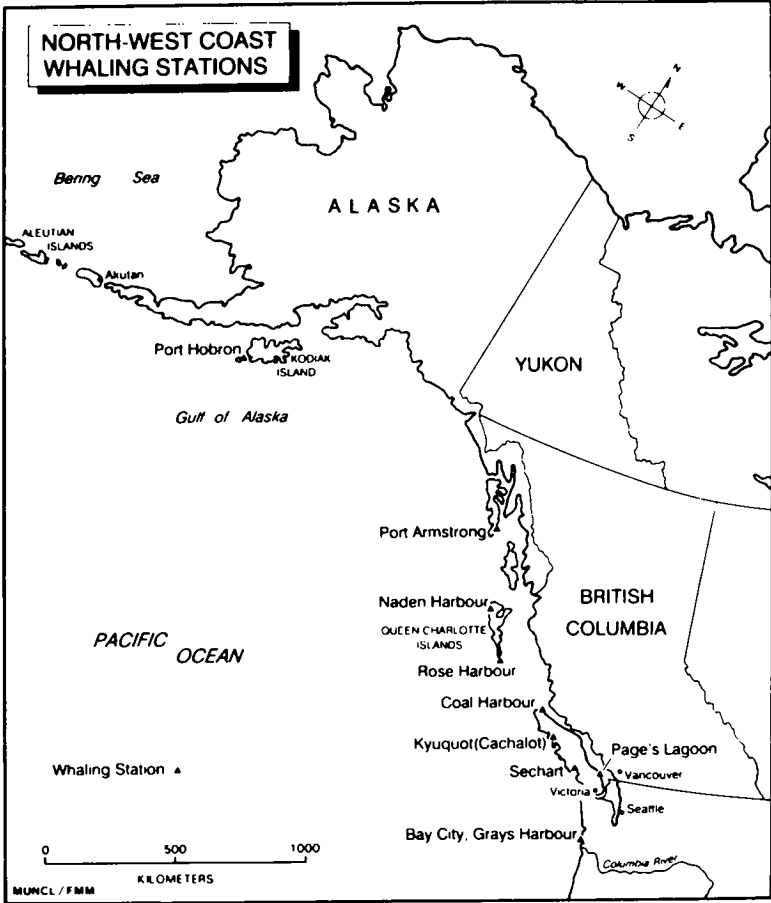 NORTH-WEST COAST
WHALING STATIONS
N
W
E
S
Bering Sea
ALASKA
ALEUTIAN
ISLANDS
Akutan
Port Hobron
KODIAK
ISLAND
YUKON
Gulf of Alaska
Port Armstrong
Naden Harbour
QUEEN CHARLOTTE
ISLANDS
BRITISH
COLUMBIA
PACIFIC
OCEAN
Rose Harbour
Coal Harbour
Kyuquot(Cachalot)
Page's Lagoon
Whaling Station
Sechart
Vancouver
Victoria
Seattle
Bay City, Grays Harbour
0 500 1000
KILOMETERS
Columbia River
MUNCL/FMM